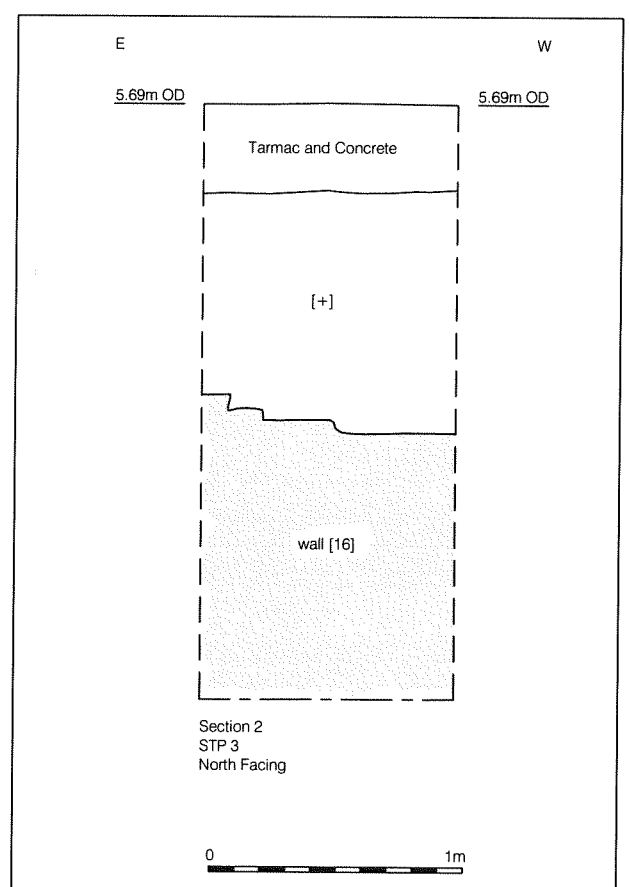 E W
5.69m OD 5.69m OD
Tarmac and Concrete
[+]
wall [16]
Section 2
STP 3
North Facing
0 1m